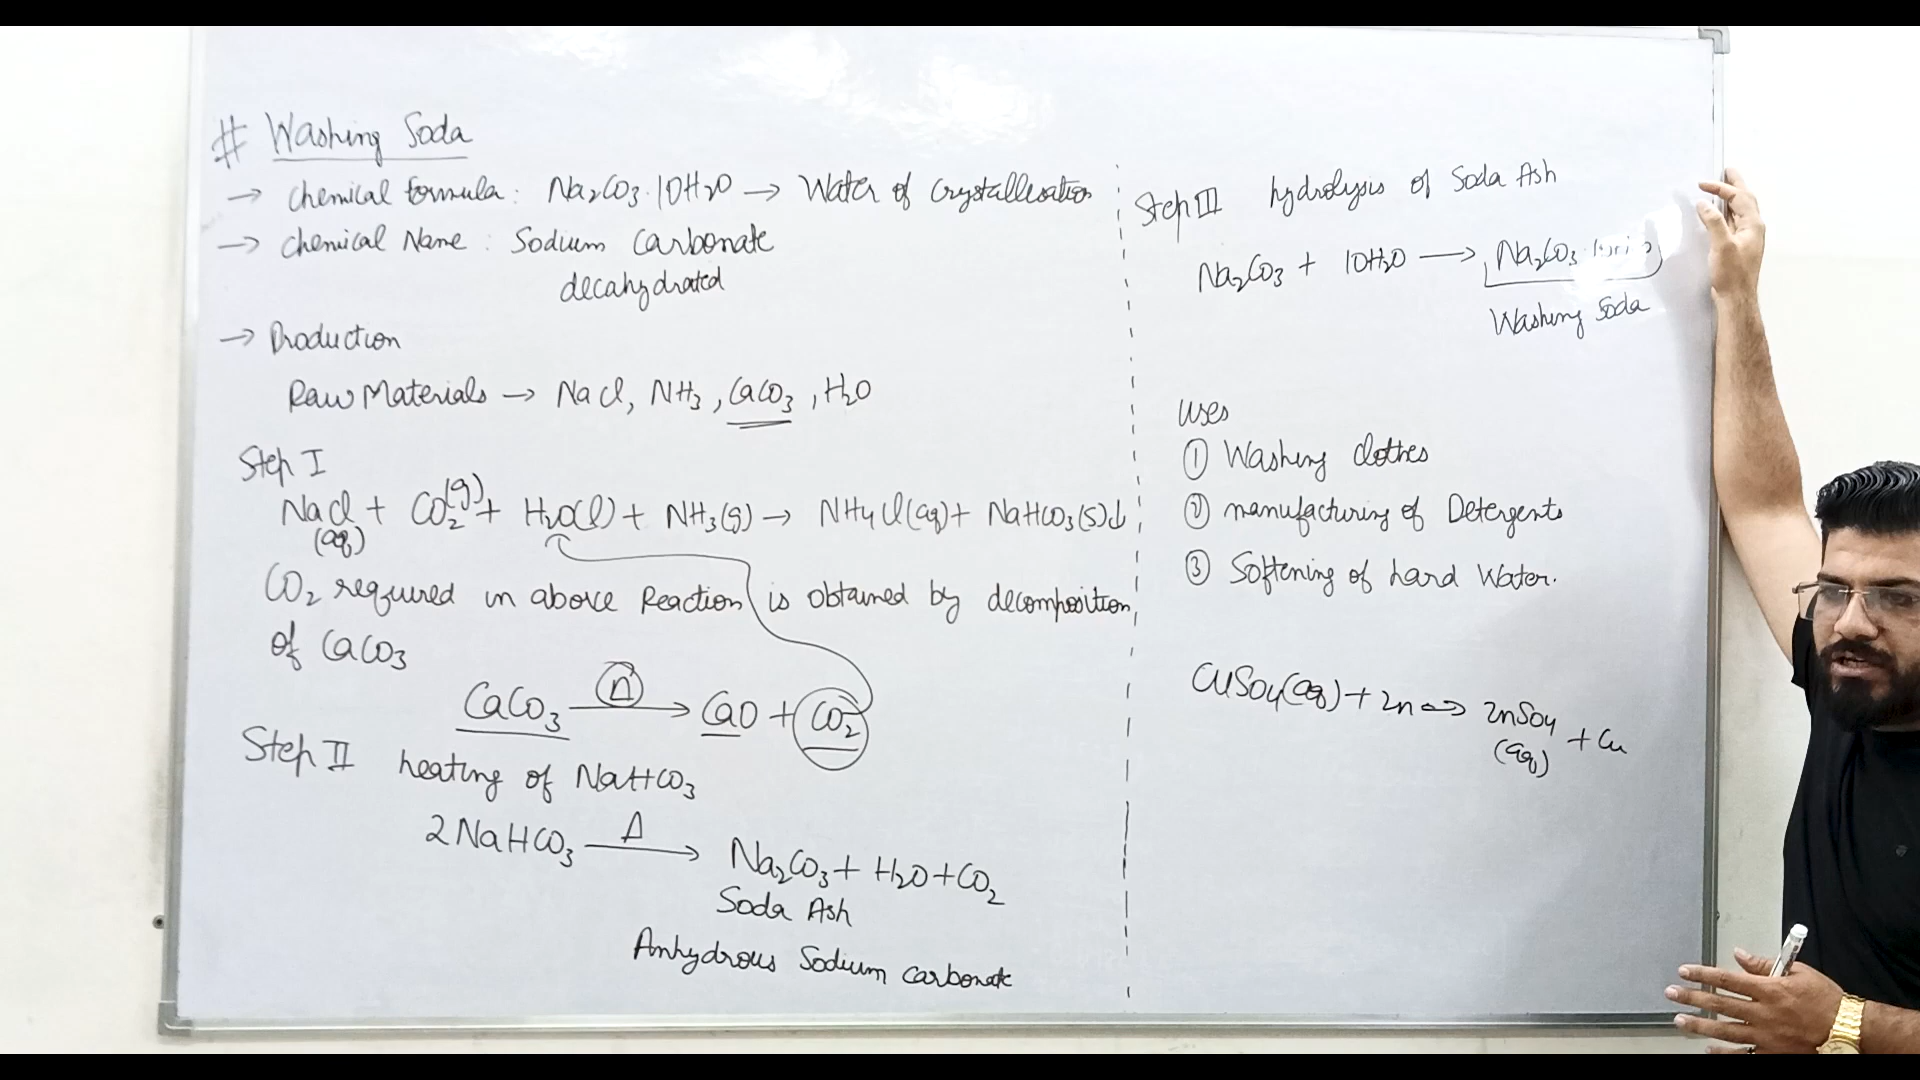 # Washing Soda
→ Chemical formula : Na₂CO₃·10H₂O → Water of Crystallisation
→ Chemical Name : Sodium Carbonate
decahydrated
→ Production
Raw Materials → NaCl, NH₃, CaCO₃, H₂O
Step I
NaCl (aq) + CO₂(g) + H₂O(l) + NH₃(g) → NH₄Cl(aq) + NaHCO₃(s)↓
CO₂ required in above Reaction is obtained by decomposition
of CaCO₃
CaCO₃ → CaO + CO₂
Step II heating of NaHCO₃
2NaHCO₃ —Δ→ Na₂CO₃ + H₂O + CO₂
Soda Ash
Anhydrous Sodium carbonate
Step III hydrolysis of Soda Ash
Na₂CO₃ + 10H₂O → Na₂CO₃
Washing Soda
Uses
① Washing clothes
② manufacturing of Detergents
③ Softening of hard Water.
CuSO₄(aq) + Zn → ZnSO₄ (aq) + Cu